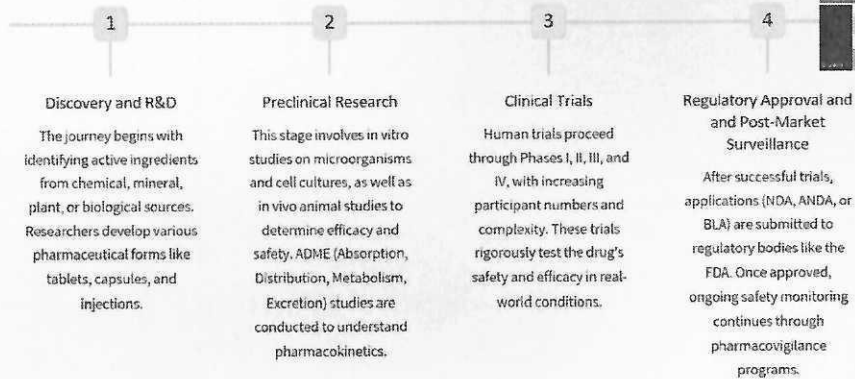 1
2
3
4
Discovery and R&D
The journey begins with
identifying active ingredients
from chemical, mineral,
plant, or biological sources.
Researchers develop various
pharmaceutical forms like
tablets, capsules, and
injections.
Preclinical Research
This stage involves in vitro
studies on microorganisms
and cell cultures, as well as
in vivo animal studies to
determine efficacy and
safety. ADME (Absorption,
Distribution, Metabolism,
Excretion) studies are
conducted to understand
pharmacokinetics.
Clinical Trials
Human trials proceed
through Phases I, II, III, and
IV, with increasing
participant numbers and
complexity. These trials
rigorously test the drug's
safety and efficacy in real-
world conditions.
Regulatory Approval and
and Post-Market
Surveillance
After successful trials,
applications (NDA, ANDA, or
BLA) are submitted to
regulatory bodies like the
FDA. Once approved,
ongoing safety monitoring
continues through
pharmacovigilance
programs.